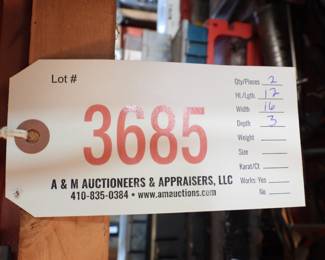 Lot #
3685
A & M AUCTIONEERS & APPRAISERS, LLC
410-835-0384 • www.amauctions.com
Qty/Pieces 2
Ht./Lgth 12
Width 16
Depth 3
Weight
Size
Karat/Ct
Works: Yes
No